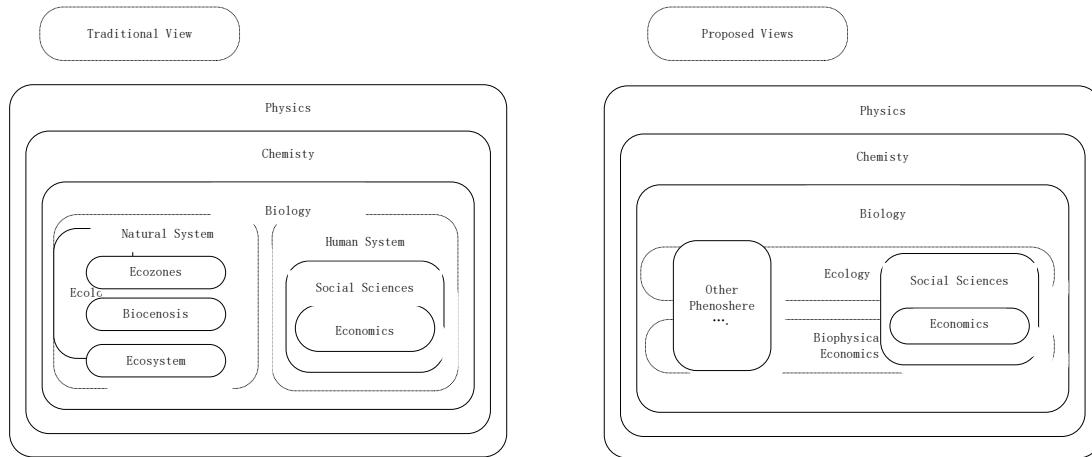 Traditional View
Physics
Chemisty
Biology
Natural System
Ecozones
Ecolo
Biocenosis
Ecosystem
Human System
Social Sciences
Economics
Proposed Views
Physics
Chemisty
Biology
Ecology
Other
Phenoshere
….
Social Sciences
Economics
Biophysica
Economics